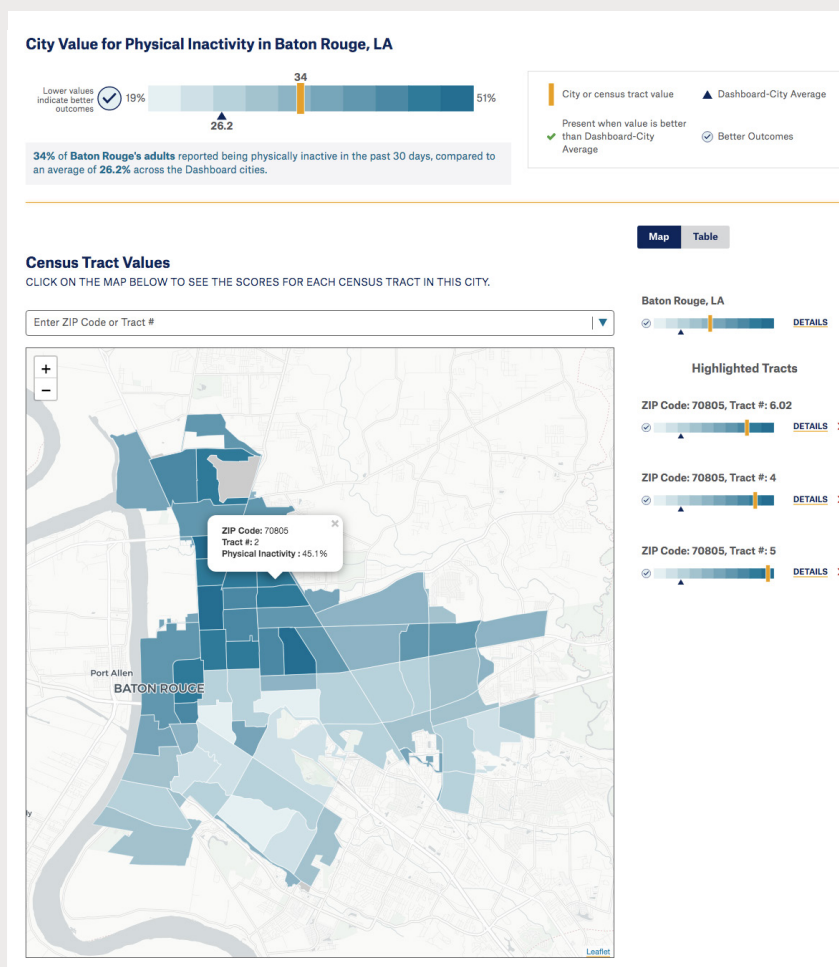 City Value for Physical Inactivity in Baton Rouge, LA
Lower values
indicate better
outcomes
19%
34
51%
26.2
34% of Baton Rouge's adults reported being physically inactive in the past 30 days, compared to
an average of 26.2% across the Dashboard cities.
City or census tract value
Dashboard-City Average
Present when value is better
than Dashboard-City
Average
Better Outcomes
Map
Table
Census Tract Values
CLICK ON THE MAP BELOW TO SEE THE SCORES FOR EACH CENSUS TRACT IN THIS CITY.
Enter ZIP Code or Tract #
+
−
ZIP Code: 70805
Tract #: 2
Physical Inactivity : 45.1%
×
Port Allen
BATON ROUGE
ly
Leaflet
Baton Rouge, LA
DETAILS
Highlighted Tracts
ZIP Code: 70805, Tract #: 6.02
DETAILS
ZIP Code: 70805, Tract #: 4
DETAILS
ZIP Code: 70805, Tract #: 5
DETAILS